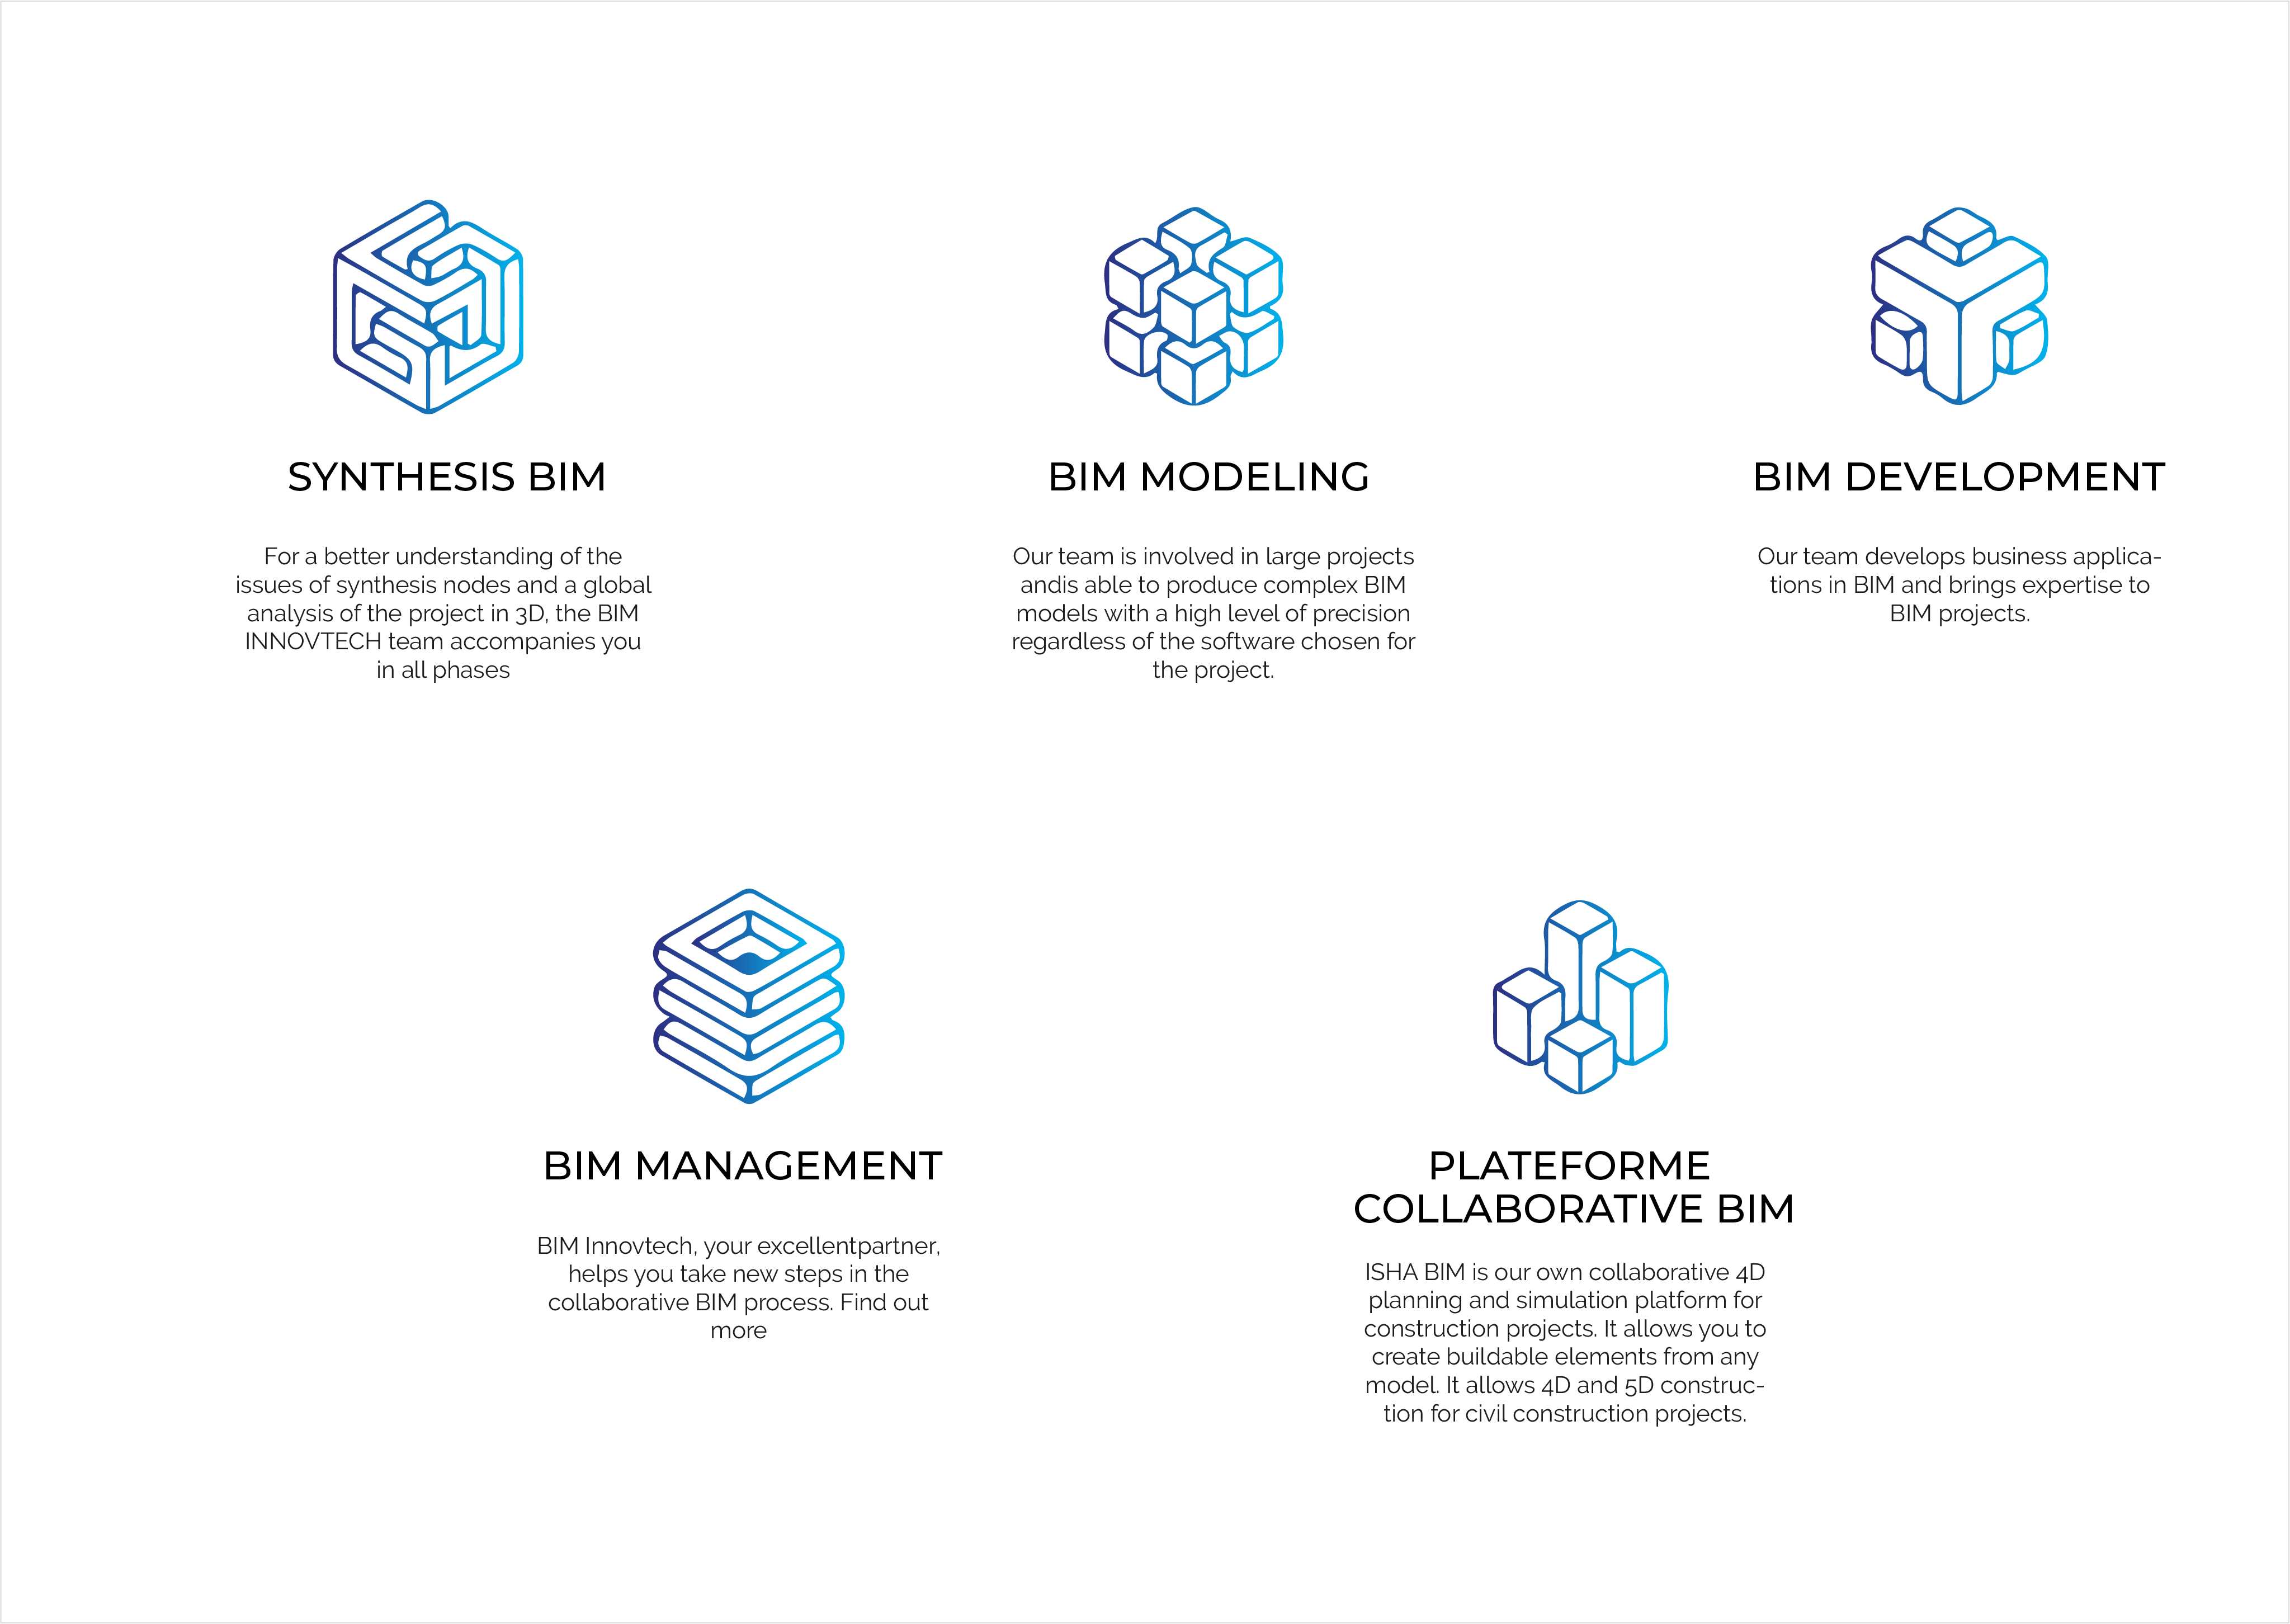 SYNTHESIS BIM
For a better understanding of the
issues of synthesis nodes and a global
analysis of the project in 3D, the BIM
INNOVTECH team accompanies you
in all phases
BIM MODELING
Our team is involved in large projects
andis able to produce complex BIM
models with a high level of precision
regardless of the software chosen for
the project.
BIM DEVELOPMENT
Our team develops business applica-
tions in BIM and brings expertise to
BIM projects.
BIM MANAGEMENT
BIM Innovtech, your excellentpartner,
helps you take new steps in the
collaborative BIM process. Find out
more
PLATEFORME
COLLABORATIVE BIM
ISHA BIM is our own collaborative 4D
planning and simulation platform for
construction projects. It allows you to
create buildable elements from any
model. It allows 4D and 5D construc-
tion for civil construction projects.